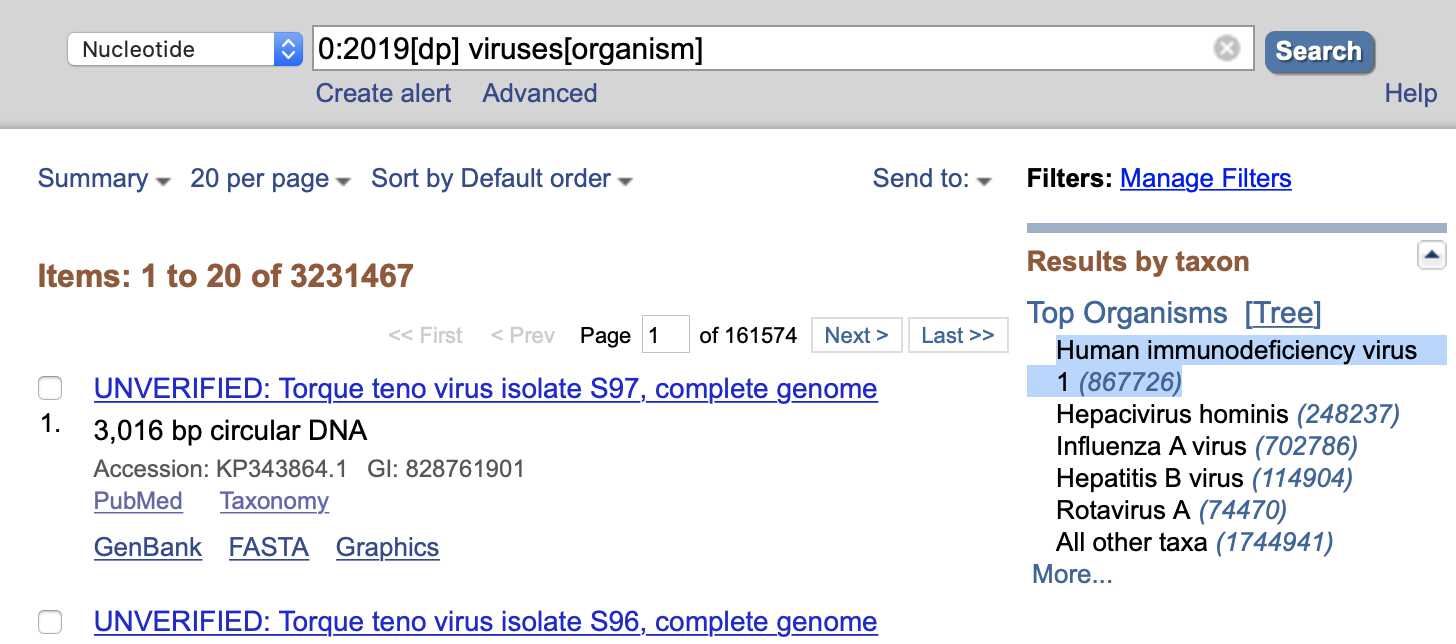 Nucleotide
0:2019[dp] viruses[organism]
Search
Create alert Advanced
Help
Summary 20 per page Sort by Default order Send to:
Filters: Manage Filters
Items: 1 to 20 of 3231467
<< First < Prev Page 1 of 161574 Next > Last >>
UNVERIFIED: Torque teno virus isolate S97, complete genome
1. 3,016 bp circular DNA
Accession: KP343864.1 GI: 828761901
PubMed Taxonomy
GenBank FASTA Graphics
UNVERIFIED: Torque teno virus isolate S96, complete genome
Results by taxon
Top Organisms [Tree]
Human immunodeficiency virus
1 (867726)
Hepacivirus hominis (248237)
Influenza A virus (702786)
Hepatitis B virus (114904)
Rotavirus A (74470)
All other taxa (1744941)
More...